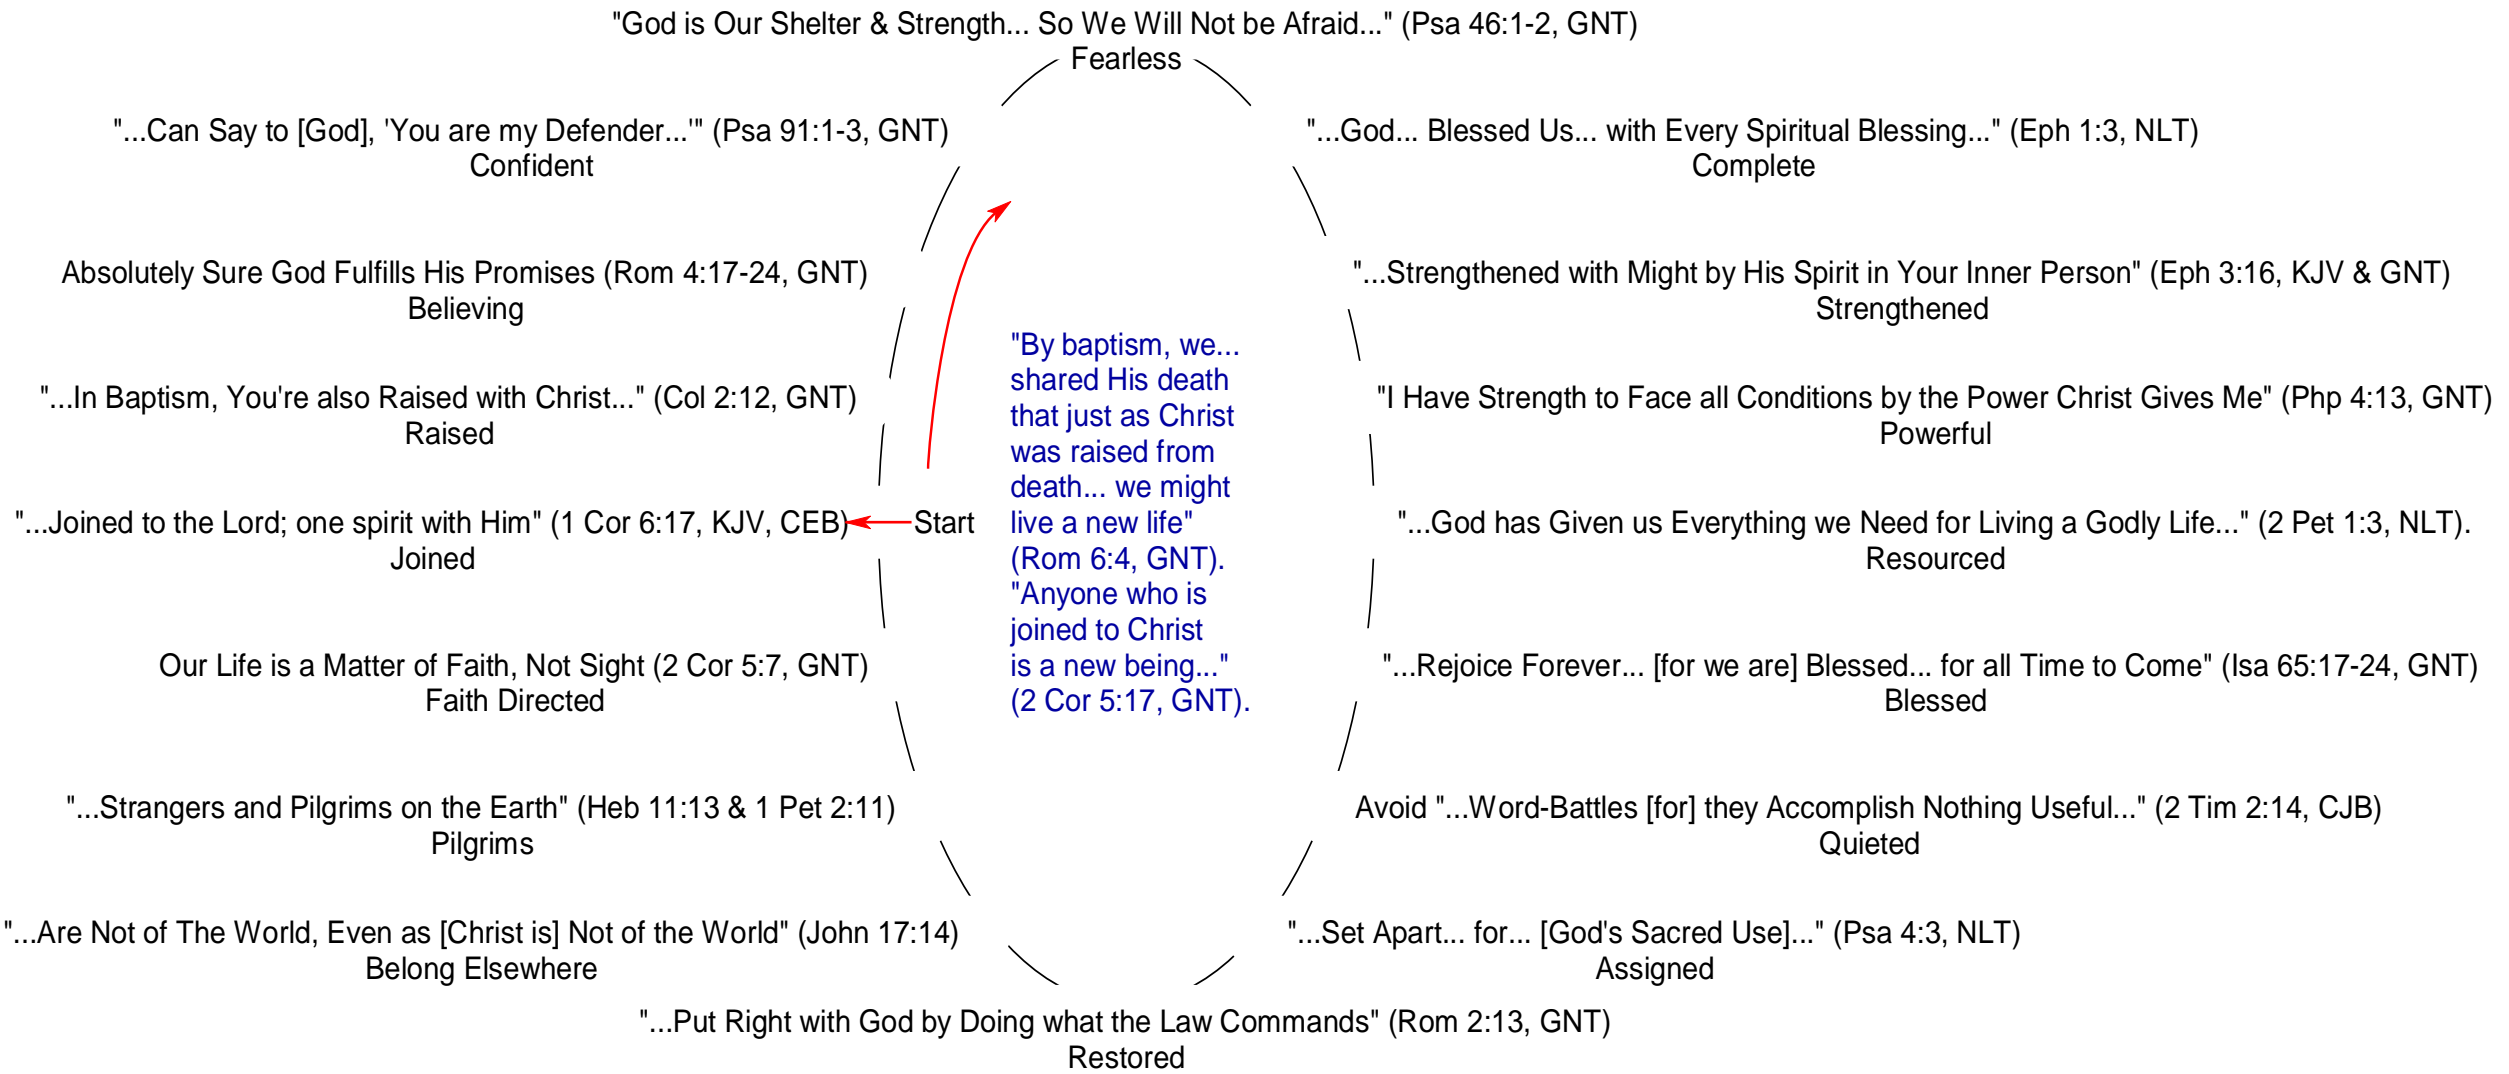 "God is Our Shelter & Strength... So We Will Not be Afraid..." (Psa 46:1-2, GNT)
Fearless
"...Can Say to [God], 'You are my Defender...'" (Psa 91:1-3, GNT)
Confident
"...God... Blessed Us... with Every Spiritual Blessing..." (Eph 1:3, NLT)
Complete
Absolutely Sure God Fulfills His Promises (Rom 4:17-24, GNT)
Believing
"...Strengthened with Might by His Spirit in Your Inner Person" (Eph 3:16, KJV & GNT)
Strengthened
"...In Baptism, You're also Raised with Christ..." (Col 2:12, GNT)
Raised
"I Have Strength to Face all Conditions by the Power Christ Gives Me" (Php 4:13, GNT)
Powerful
"...Joined to the Lord; one spirit with Him" (1 Cor 6:17, KJV, CEB)
Joined
Start
"By baptism, we...
shared His death
that just as Christ
was raised from
death... we might
live a new life"
(Rom 6:4, GNT).
"Anyone who is
joined to Christ
is a new being..."
(2 Cor 5:17, GNT).
"...God has Given us Everything we Need for Living a Godly Life..." (2 Pet 1:3, NLT).
Resourced
Our Life is a Matter of Faith, Not Sight (2 Cor 5:7, GNT)
Faith Directed
"...Rejoice Forever... [for we are] Blessed... for all Time to Come" (Isa 65:17-24, GNT)
Blessed
"...Strangers and Pilgrims on the Earth" (Heb 11:13 & 1 Pet 2:11)
Pilgrims
Avoid "...Word-Battles [for] they Accomplish Nothing Useful..." (2 Tim 2:14, CJB)
Quieted
"...Are Not of The World, Even as [Christ is] Not of the World" (John 17:14)
Belong Elsewhere
"...Set Apart... for... [God's Sacred Use]..." (Psa 4:3, NLT)
Assigned
"...Put Right with God by Doing what the Law Commands" (Rom 2:13, GNT)
Restored